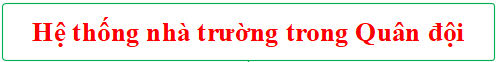 Hệ thống nhà trường trong Quân đội